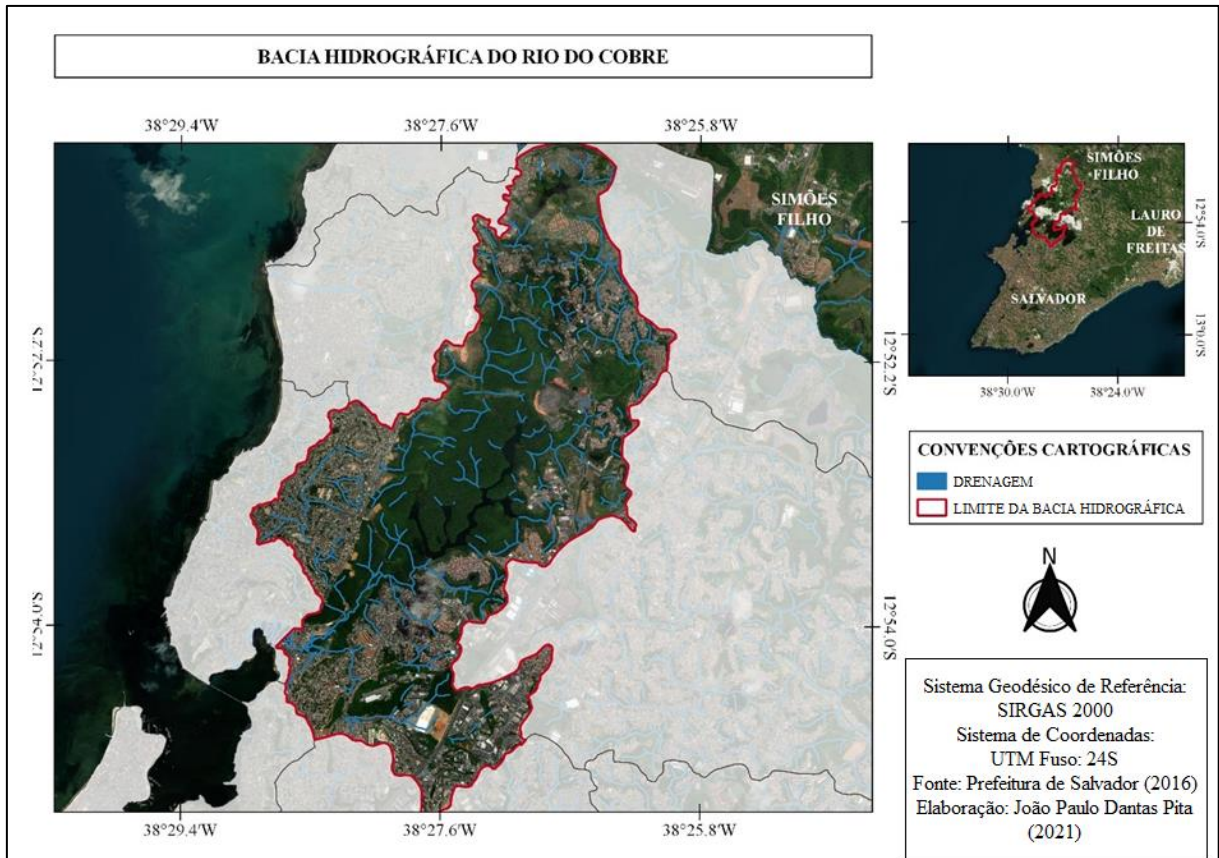 BACIA HIDROGRÁFICA DO RIO DO COBRE
38°29.4'W 38°27.6'W 38°25.8'W
SIMÕES
FILHO
12°52.2'S
12°52.2'S
12°54.0'S
12°54.0'S
38°29.4'W 38°27.6'W 38°25.8'W
SIMÕES
FILHO
LAURO
DE
FREITAS
SALVADOR
12°54.0'S
13°0.0'S
38°30.0'W 38°24.0'W
CONVENÇÕES CARTOGRÁFICAS
DRENAGEM
LIMITE DA BACIA HIDROGRÁFICA
N
Sistema Geodésico de Referência:
SIRGAS 2000
Sistema de Coordenadas:
UTM Fuso: 24S
Fonte: Prefeitura de Salvador (2016)
Elaboração: João Paulo Dantas Pita
(2021)